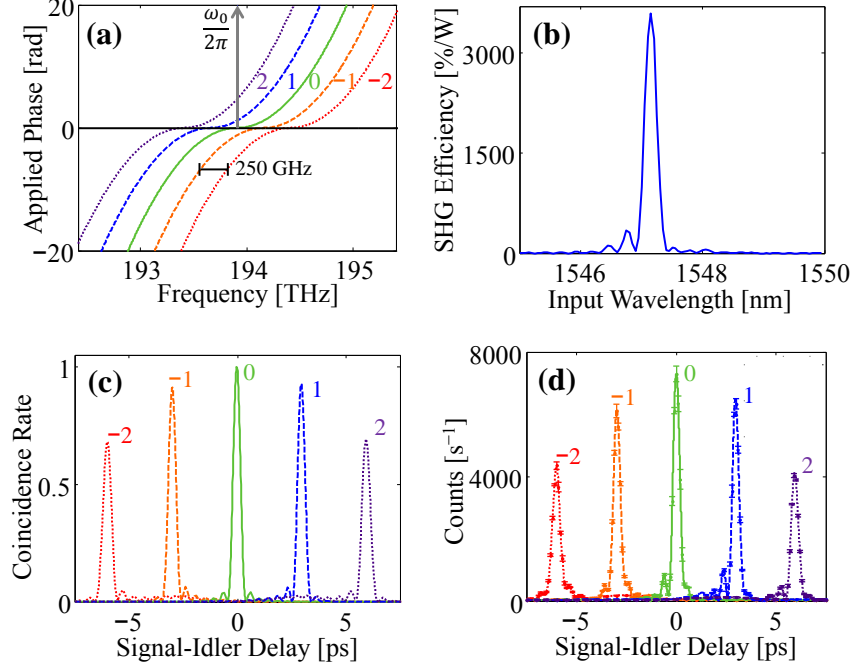 (a)
ω0
2π
20
0
−20
Applied Phase [rad]
2
1
0
−1
−2
250 GHz
193
194
195
Frequency [THz]
(b)
3600
1500
0
SHG Efficiency [%/W]
1546
1548
1550
Input Wavelength [nm]
(c)
1
0.5
0
Coincidence Rate
−2
−1
0
1
2
−5
0
5
Signal-Idler Delay [ps]
(d)
8000
4000
0
Counts [s⁻¹]
−2
−1
0
1
2
−5
0
5
Signal-Idler Delay [ps]